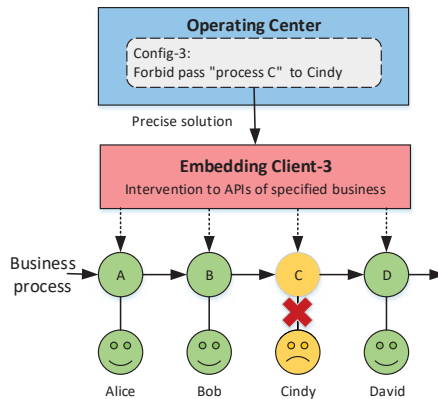 Operating Center
Config-3:
Forbid pass "process C" to Cindy
Precise solution
Embedding Client-3
Intervention to APIs of specified business
Business
process
A
B
C
D
Alice
Bob
Cindy
David